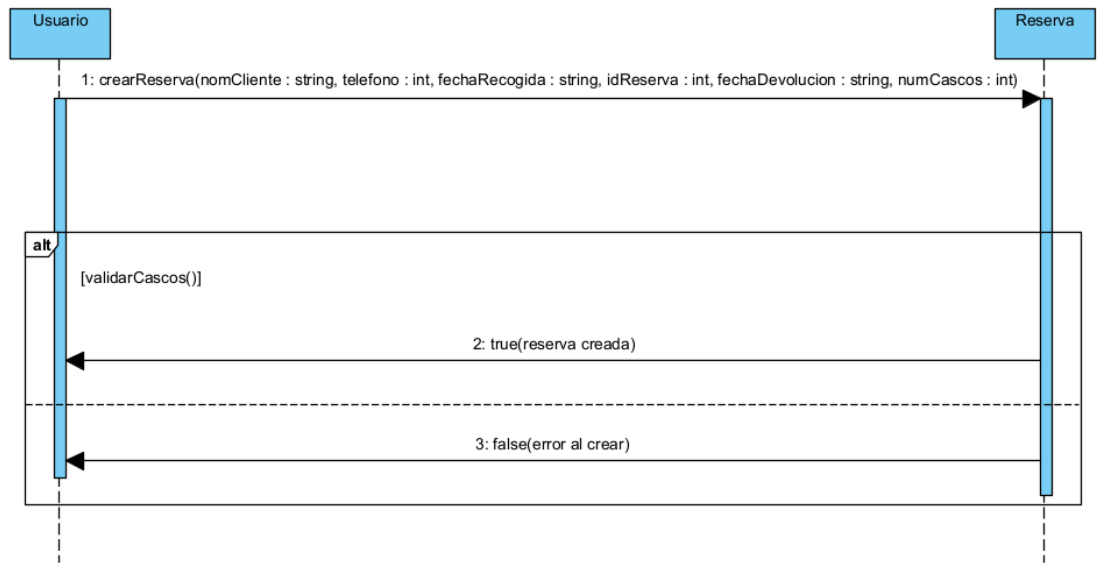 Usuario
Reserva
1: crearReserva(nomCliente : string, telefono : int, fechaRecogida : string, idReserva : int, fechaDevolucion : string, numCascos : int)
alt
[validarCascos()]
2: true(reserva creada)
3: false(error al crear)